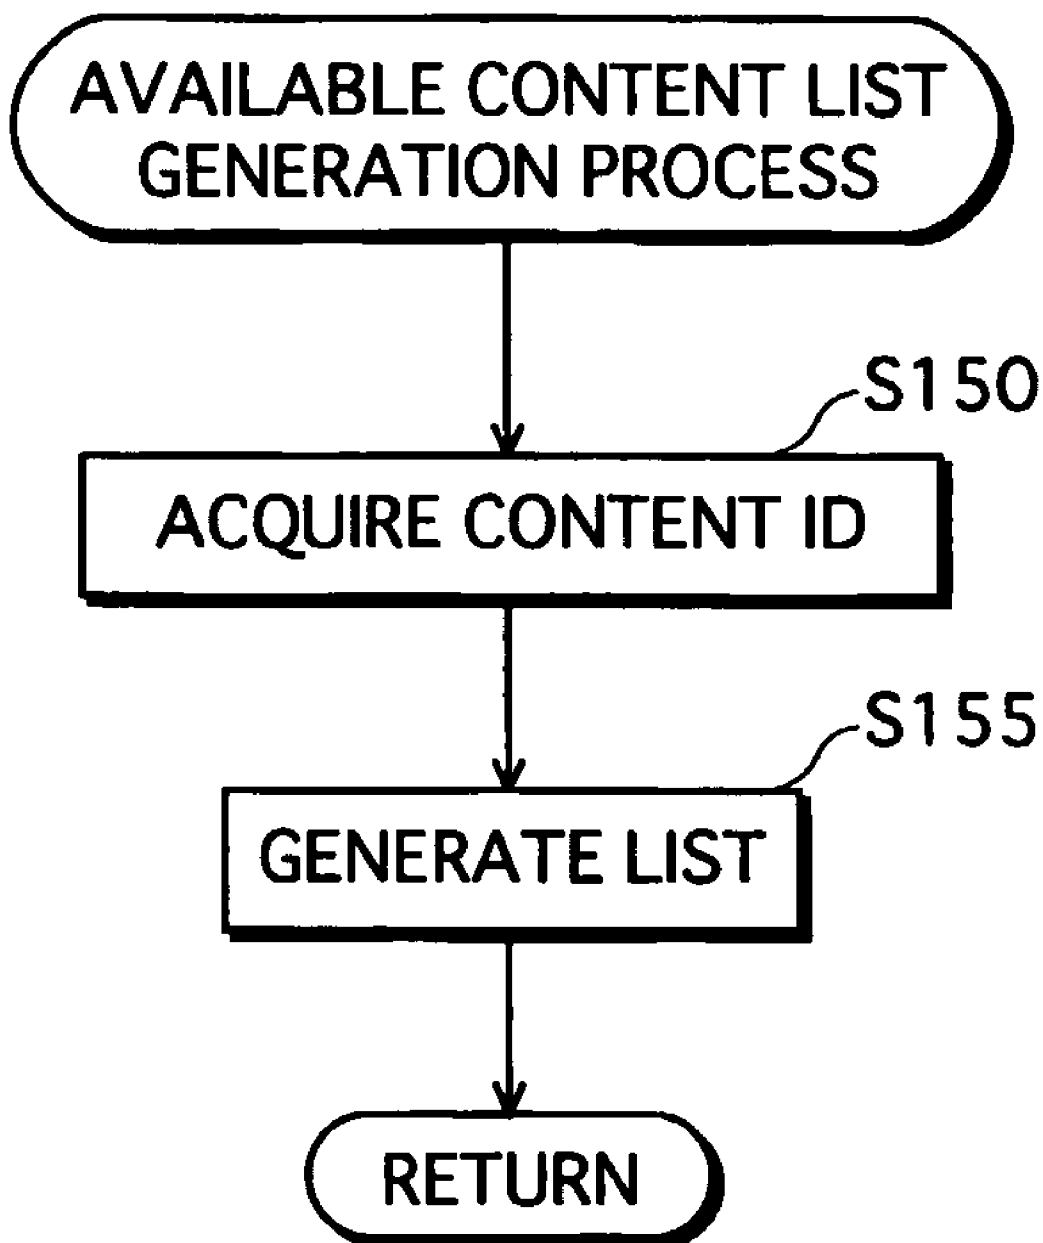 AVAILABLE CONTENT LIST
GENERATION PROCESS
S150
ACQUIRE CONTENT ID
S155
GENERATE LIST
RETURN